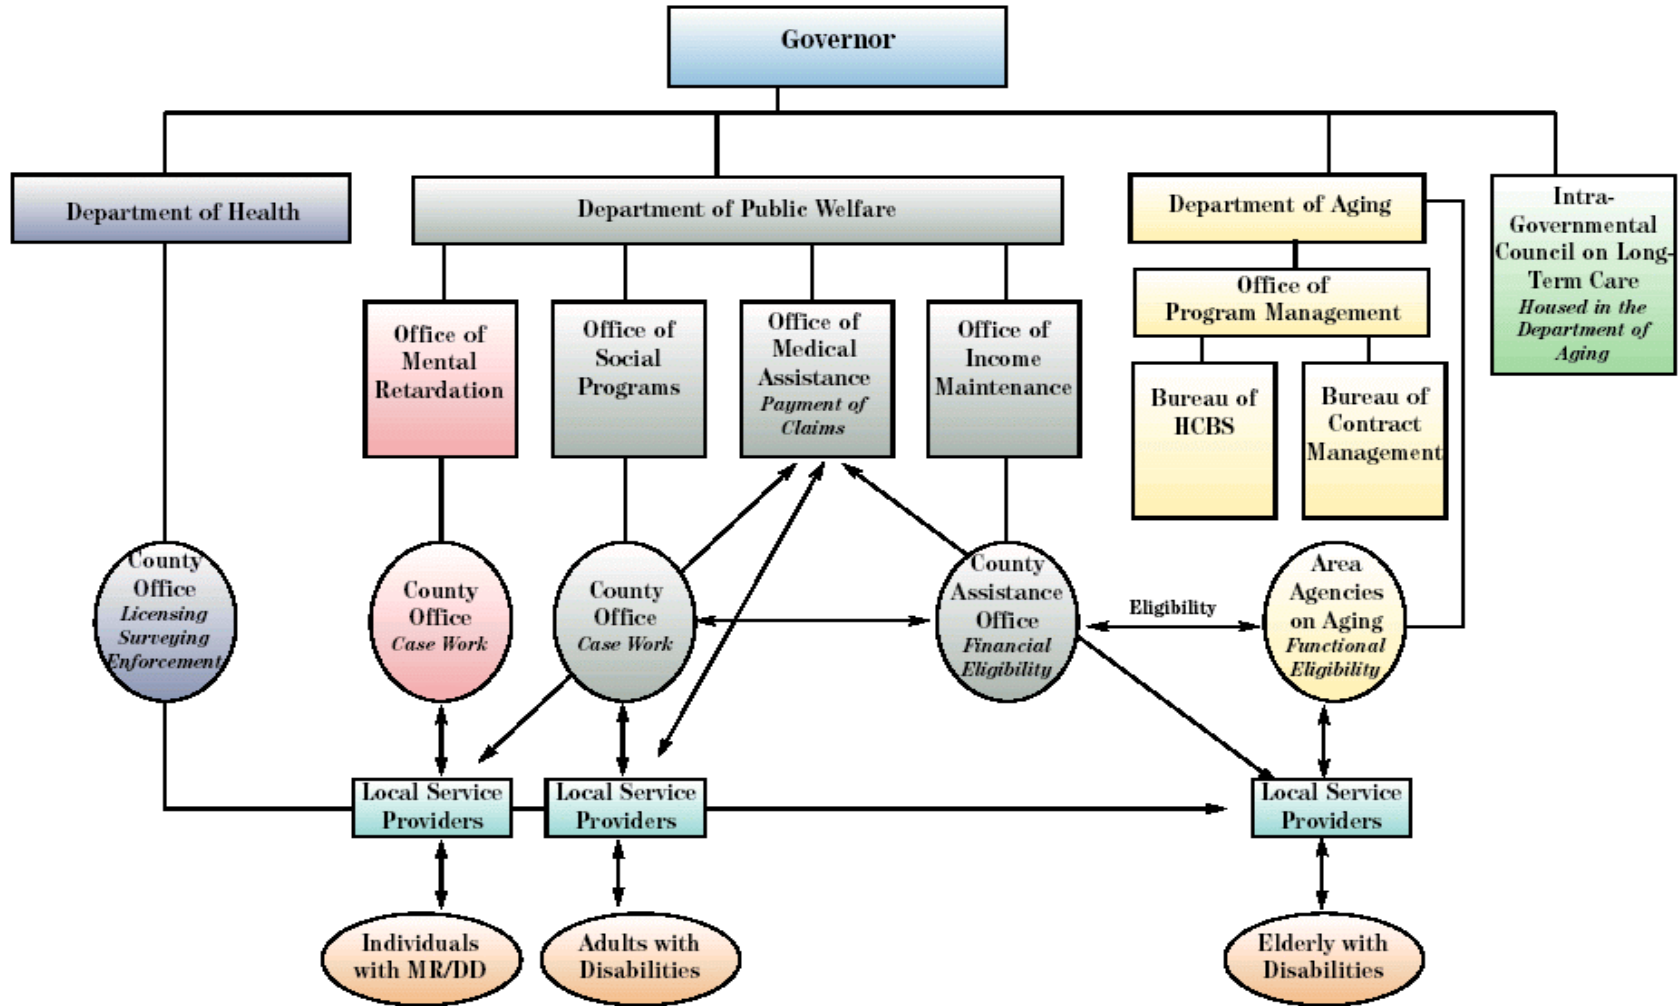 Governor
Department of Health
Department of Public Welfare
Department of Aging
Intra-
Governmental
Council on Long-
Term Care
Housed in the
Department of
Aging
Office of
Program Management
Office of
Mental
Retardation
Office of
Social
Programs
Office of
Medical
Assistance
Payment of
Claims
Office of
Income
Maintenance
Bureau of
HCBS
Bureau of
Contract
Management
County
Office
Licensing
Surveying
Enforcement
County
Office
Case Work
County
Office
Case Work
County
Assistance
Office
Financial
Eligibility
Eligibility
Area
Agencies
on Aging
Functional
Eligibility
Local Service
Providers
Local Service
Providers
Local Service
Providers
Individuals
with MR/DD
Adults with
Disabilities
Elderly with
Disabilities